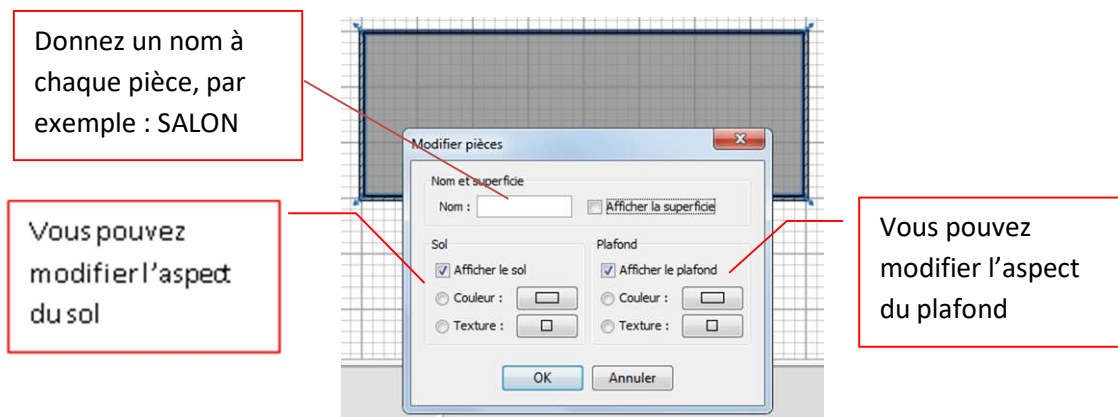 Donnez un nom à
chaque pièce, par
exemple : SALON
Modifier pièces
Nom et superficie
Nom :
Afficher la superficie
Vous pouvez
modifier l'aspect
du sol
Sol
Afficher le sol
Couleur :
Texture :
Plafond
Afficher le plafond
Couleur :
Texture :
Vous pouvez
modifier l’aspect
du plafond
OK
Annuler